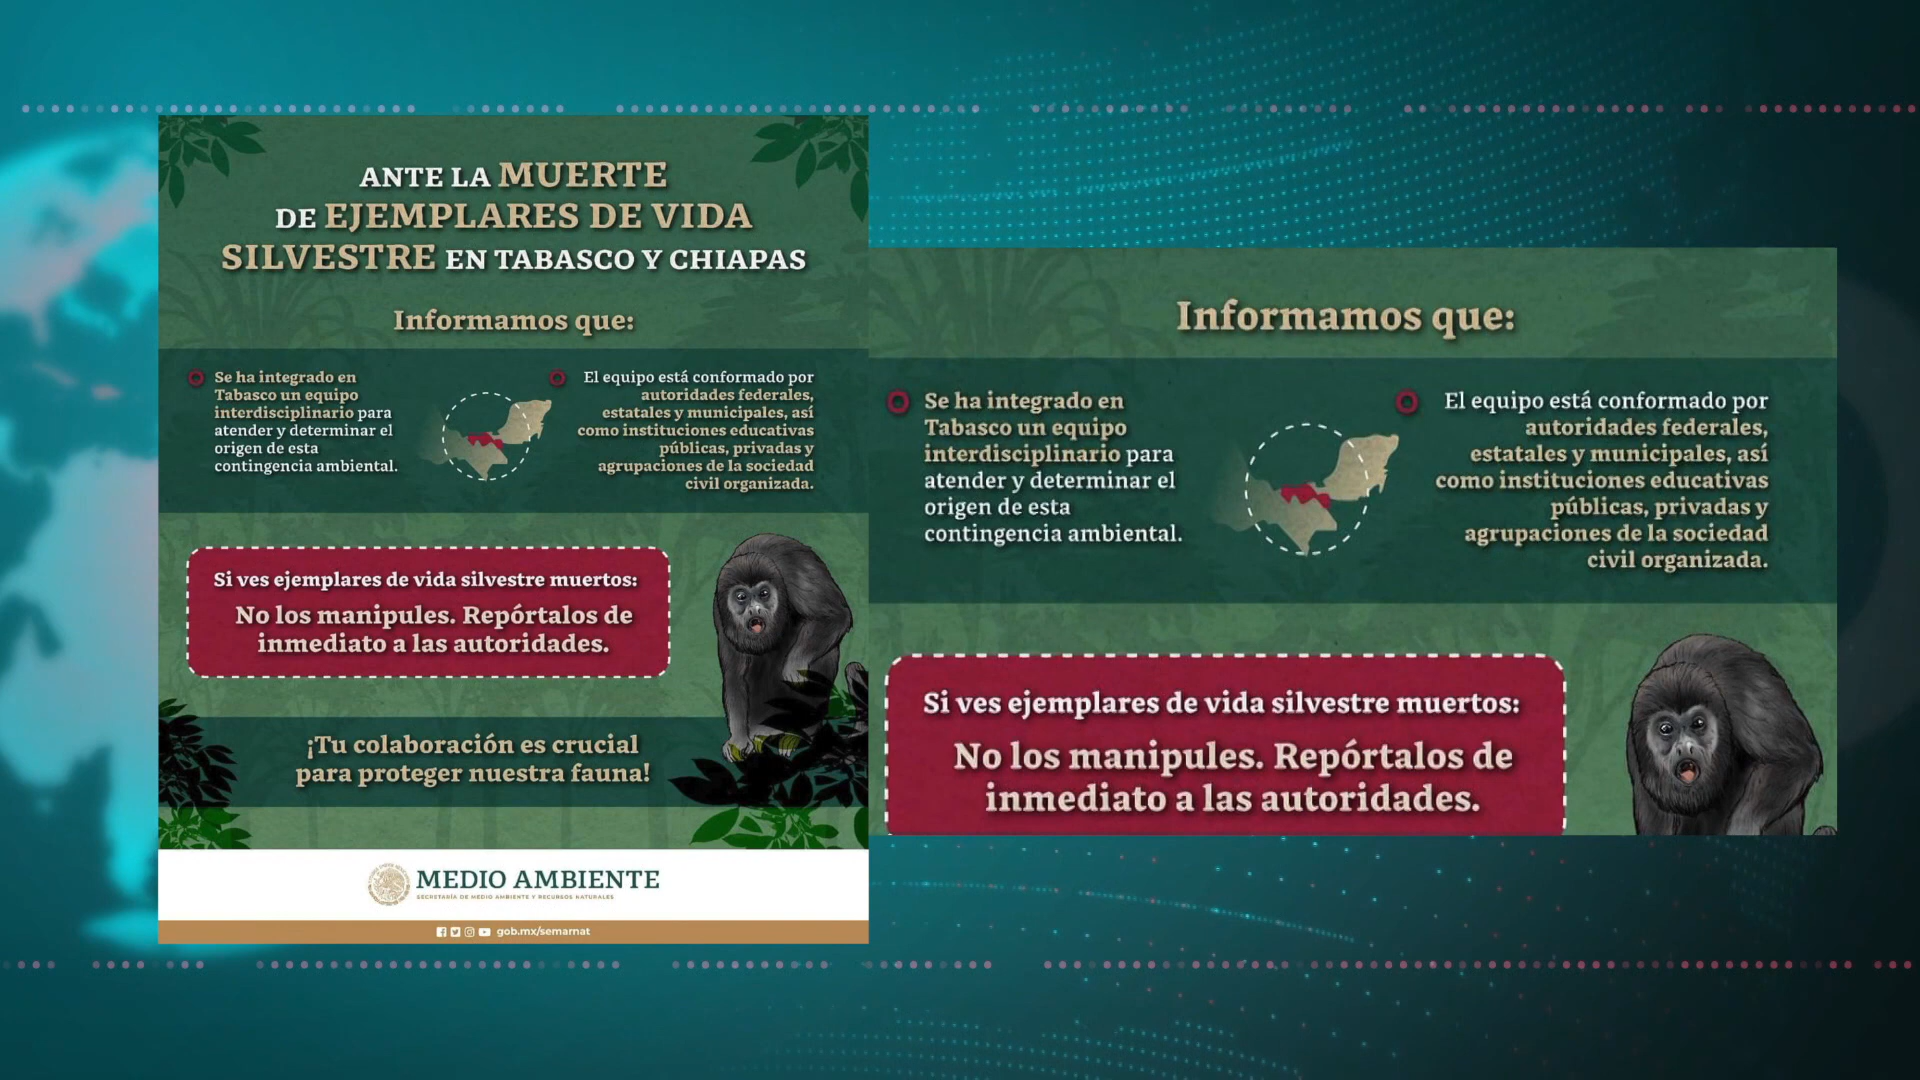 ANTE LA MUERTE
DE EJEMPLARES DE VIDA
SILVESTRE EN TABASCO Y CHIAPAS
Informamos que:
Se ha integrado en
Tabasco un equipo
interdisciplinario para
atender y determinar el
origen de esta
contingencia ambiental.
El equipo está conformado por
autoridades federales,
estatales y municipales, así
como instituciones educativas
públicas, privadas y
agrupaciones de la sociedad
civil organizada.
Si ves ejemplares de vida silvestre muertos:
No los manipules. Repórtalos de
inmediato a las autoridades.
¡Tu colaboración es crucial
para proteger nuestra fauna!
MEDIO AMBIENTE
SECRETARÍA DE MEDIO AMBIENTE Y RECURSOS NATURALES
gob.mx/semarnat
Informamos que:
Se ha integrado en
Tabasco un equipo
interdisciplinario para
atender y determinar el
origen de esta
contingencia ambiental.
El equipo está conformado por
autoridades federales,
estatales y municipales, así
como instituciones educativas
públicas, privadas y
agrupaciones de la sociedad
civil organizada.
Si ves ejemplares de vida silvestre muertos:
No los manipules. Repórtalos de
inmediato a las autoridades.